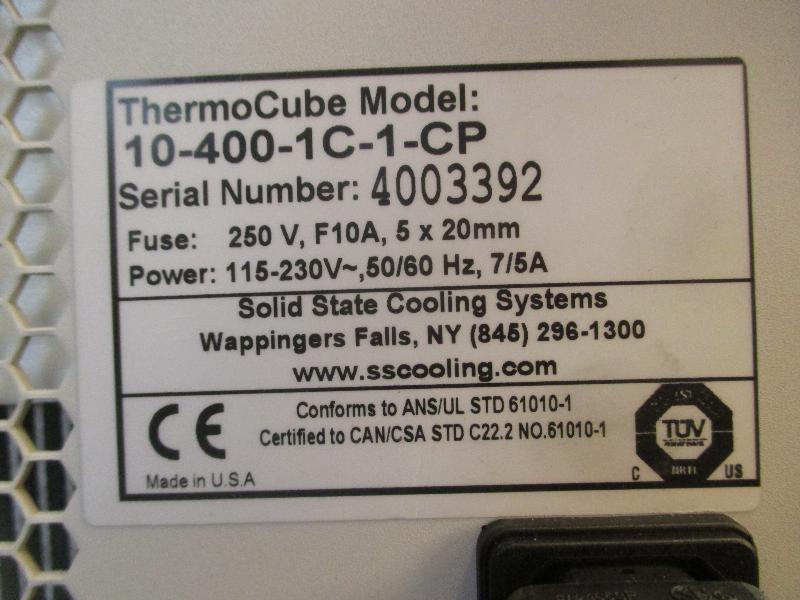 ThermoCube Model:
10-400-1C-1-CP
Serial Number: 4003392
Fuse: 250 V, F10A, 5 x 20mm
Power: 115-230V~,50/60 Hz, 7/5A
Solid State Cooling Systems
Wappingers Falls, NY (845) 296-1300
www.sscooling.com
CE
Conforms to ANS/UL STD 61010-1
Certified to CAN/CSA STD C22.2 NO.61010-1
Made in U.S.A
TÜV
C
NRTL
US